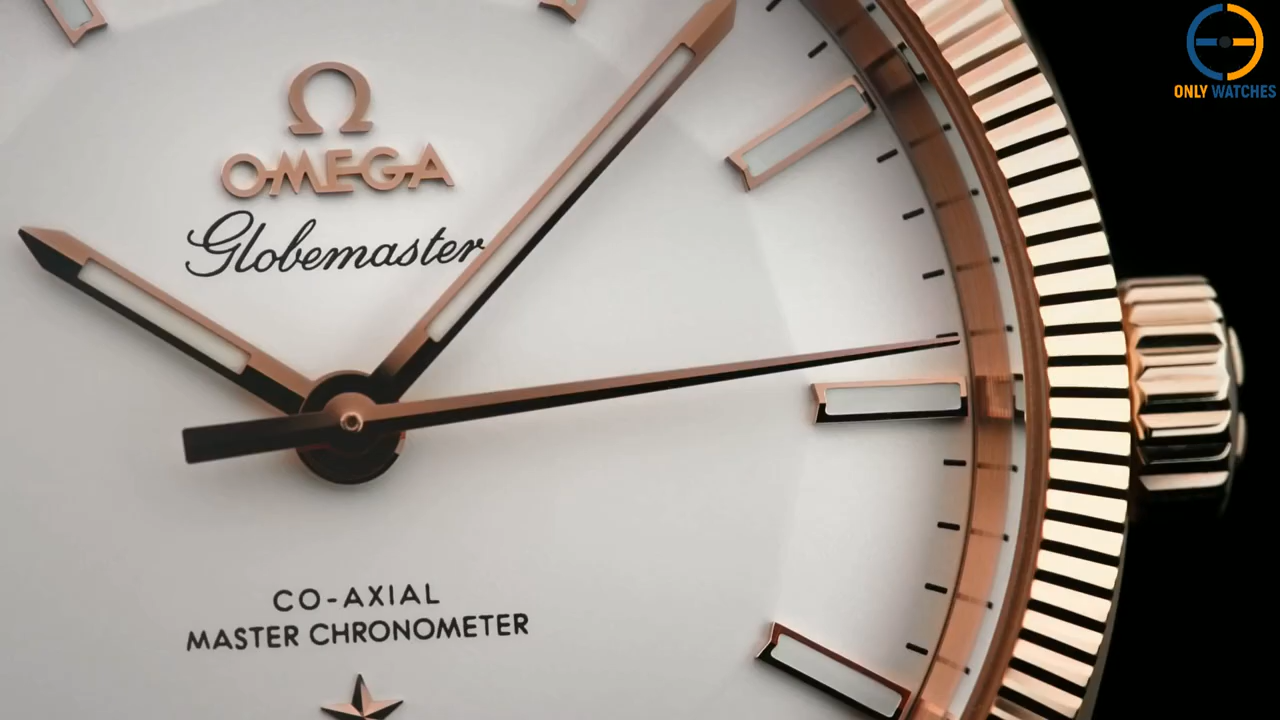 ONLY WATCHES
Ω
OMEGA
Globemaster
CO-AXIAL
MASTER CHRONOMETER